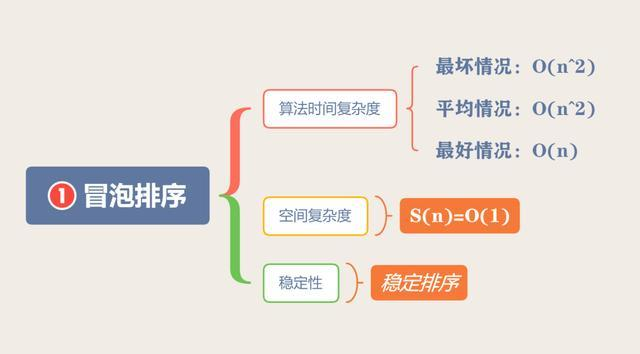 ① 冒泡排序
算法时间复杂度
最坏情况：O(n^2)
平均情况：O(n^2)
最好情况：O(n)
空间复杂度
S(n)=O(1)
稳定性
稳定排序